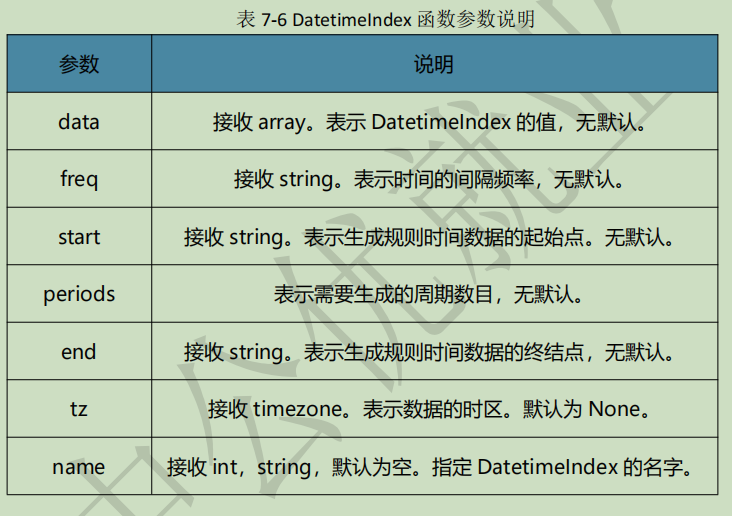 表 7-6 DatetimeIndex 函数参数说明
参数 说明
data 接收 array。表示 DatetimeIndex 的值，无默认。
freq 接收 string。表示时间的间隔频率，无默认。
start 接收 string。表示生成规则时间数据的起始点。无默认。
periods 表示需要生成的周期数目，无默认。
end 接收 string。表示生成规则时间数据的终结点，无默认。
tz 接收 timezone。表示数据的时区。默认为 None。
name 接收 int，string，默认为空。指定 DatetimeIndex 的名字。
中公优就业